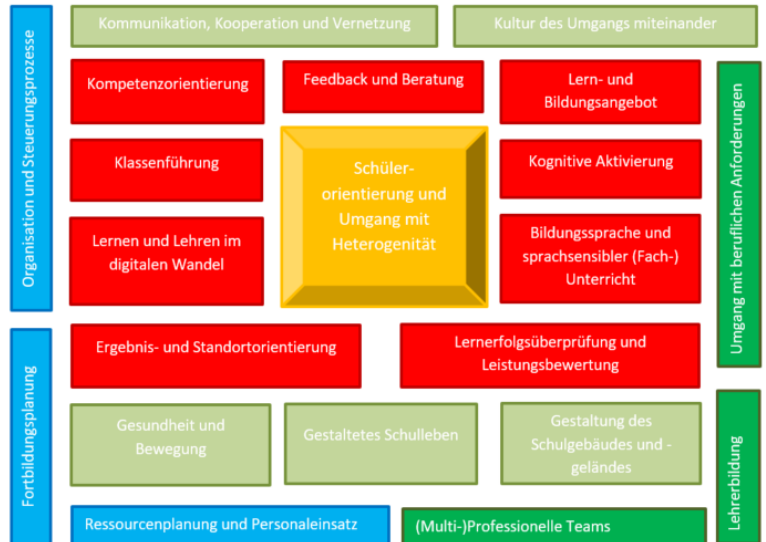 Kommunikation, Kooperation und Vernetzung
Kultur des Umgangs miteinander
Organisation und Steuerungsprozesse
Kompetenzorientierung
Feedback und Beratung
Lern- und
Bildungsangebot
Umgang mit beruflichen Anforderungen
Klassenführung
Schüler-
orientierung und
Umgang mit
Heterogenität
Kognitive Aktivierung
Lernen und Lehren im
digitalen Wandel
Bildungssprache und
sprachsensibler (Fach-)
Unterricht
Fortbildungsplanung
Ergebnis- und Standortorientierung
Lernerfolgsüberprüfung und
Leistungsbewertung
Gesundheit und
Bewegung
Gestaltetes Schulleben
Gestaltung des
Schulgebäudes und -
geländes
Lehrerbildung
Ressourcenplanung und Personaleinsatz
(Multi-)Professionelle Teams